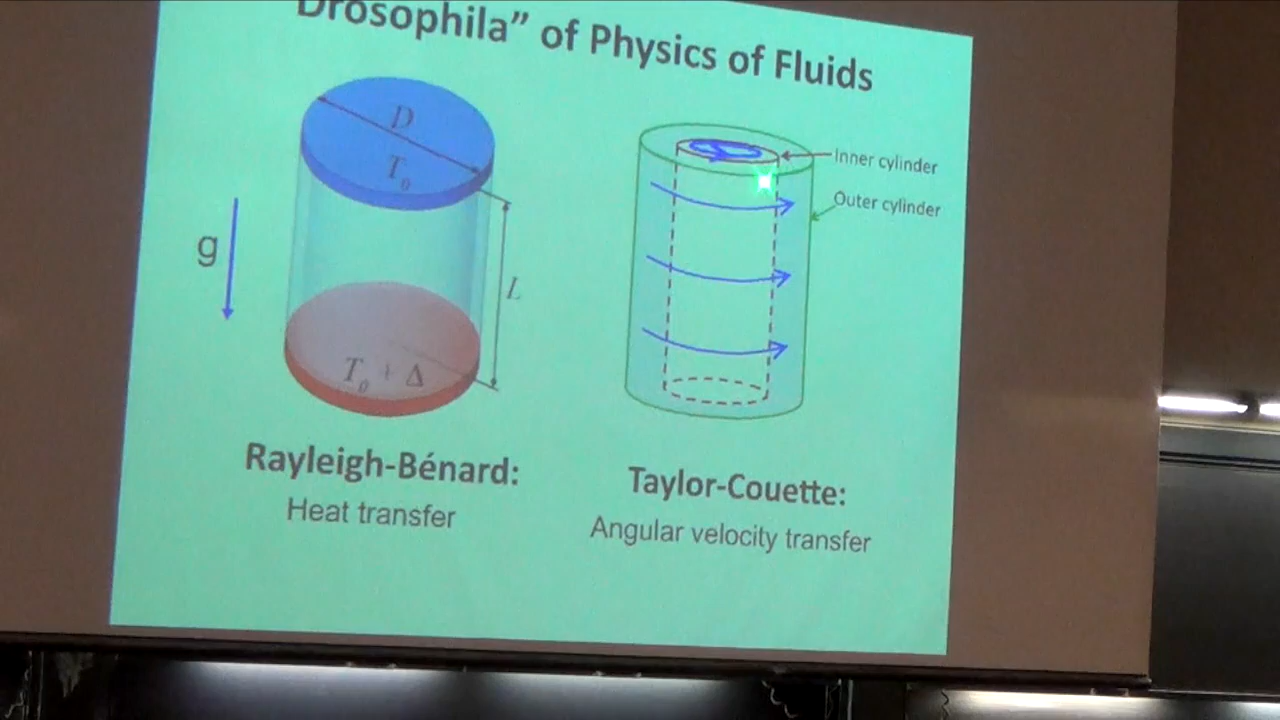 Drosophila” of Physics of Fluids
D
T₀
g
L
T₀ + Δ
Inner cylinder
Outer cylinder
Rayleigh-Bénard:
Heat transfer
Taylor-Couette:
Angular velocity transfer